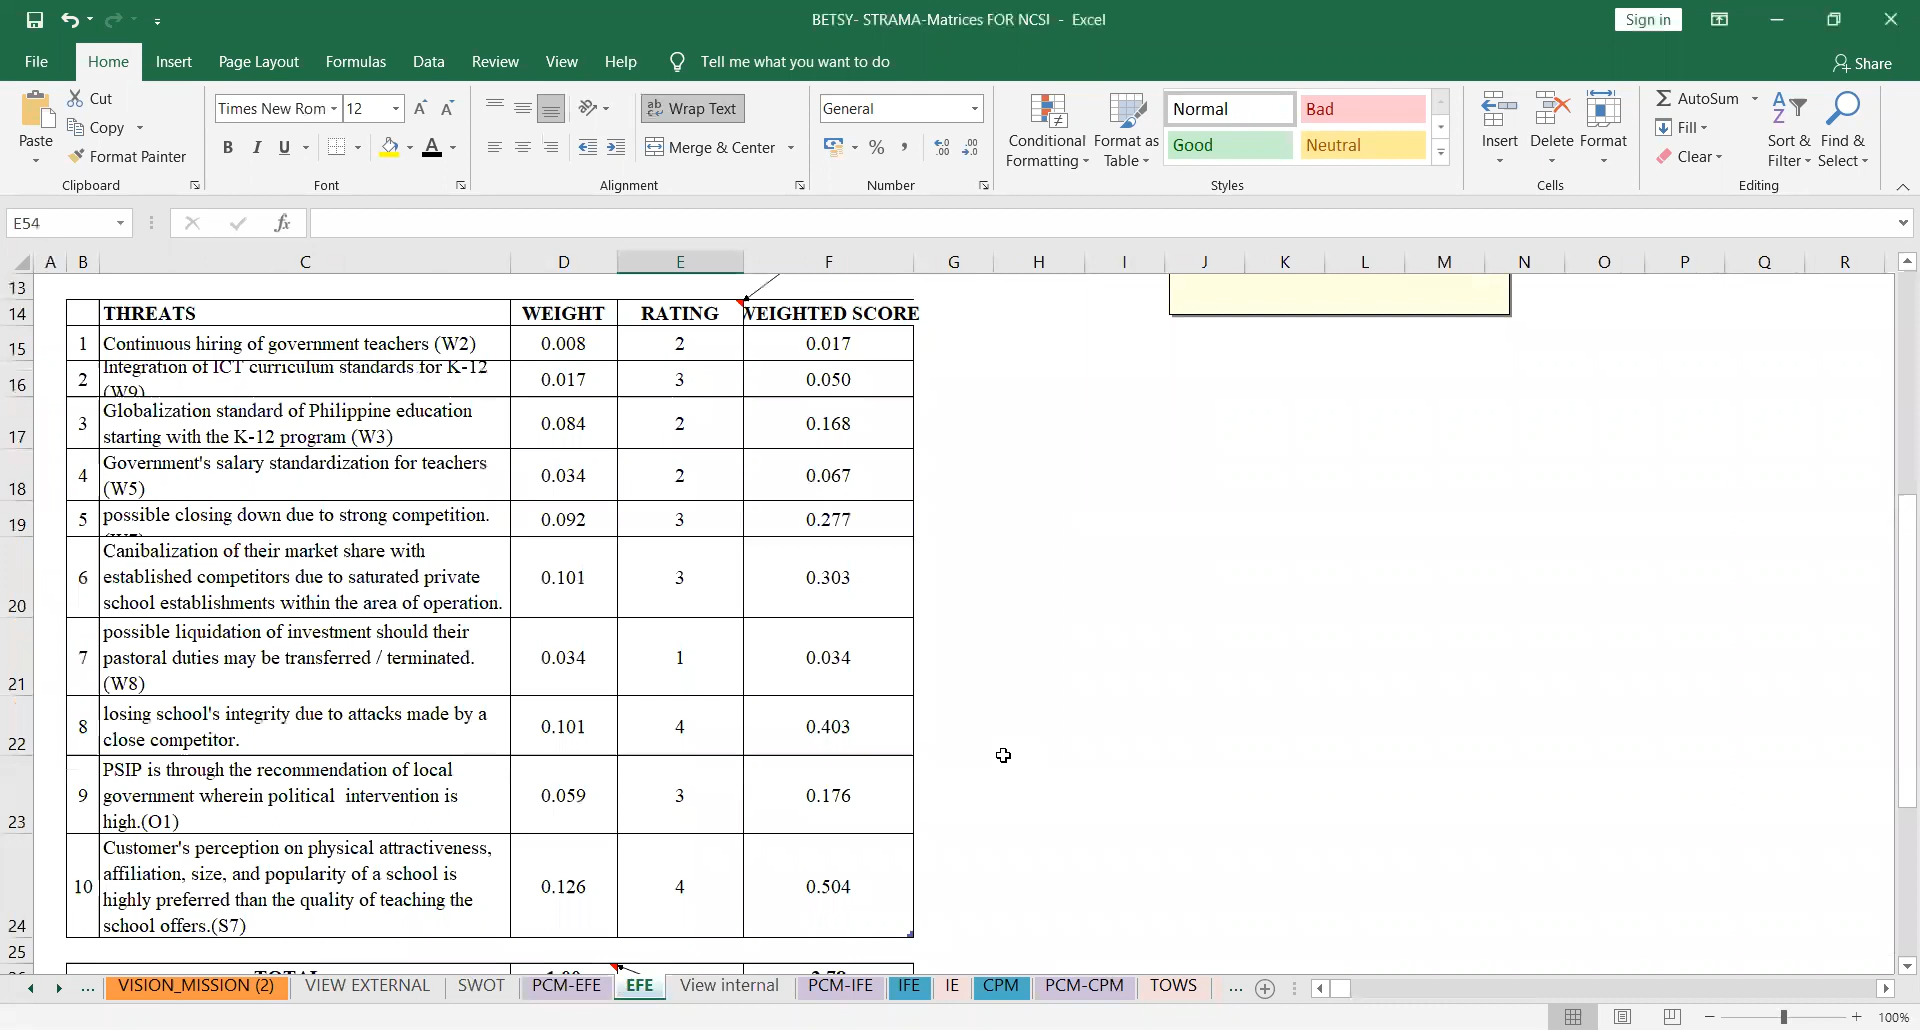 BETSY- STRAMA-Matrices FOR NCSI - Excel
Sign in
File Home Insert Page Layout Formulas Data Review View Help Tell me what you want to do Share
Paste
Cut
Copy
Format Painter
Clipboard
Times New Rom 12
B I U
Font
Wrap Text
Merge & Center
Alignment
General
Number
Conditional Formatting
Format as Table
Normal Bad
Good Neutral
Styles
Insert Delete Format
Cells
AutoSum
Fill
Clear
Sort & Filter
Find & Select
Editing
E54 fx
A B C D E F G H I J K L M N O P Q R
13
14 THREATS WEIGHT RATING WEIGHTED SCORE
15 1 Continuous hiring of government teachers (W2) 0.008 2 0.017
16 2 Integration of ICT curriculum standards for K-12 (W9) 0.017 3 0.050
17 3 Globalization standard of Philippine education
starting with the K-12 program (W3) 0.084 2 0.168
18 4 Government's salary standardization for teachers
(W5) 0.034 2 0.067
19 5 possible closing down due to strong competition. 0.092 3 0.277
20 6 Canibalization of their market share with
established competitors due to saturated private
school establishments within the area of operation. 0.101 3 0.303
21 7 possible liquidation of investment should their
pastoral duties may be transferred / terminated.
(W8) 0.034 1 0.034
22 8 losing school's integrity due to attacks made by a
close competitor. 0.101 4 0.403
23 9 PSIP is through the recommendation of local
government wherein political intervention is
high.(O1) 0.059 3 0.176
24 10 Customer's perception on physical attractiveness,
affiliation, size, and popularity of a school is
highly preferred than the quality of teaching the
school offers.(S7) 0.126 4 0.504
25
TOTAL 1.00
... VISION_MISSION (2) VIEW EXTERNAL SWOT PCM-EFE EFE View internal PCM-IFE IFE IE CPM PCM-CPM TOWS ...
100%